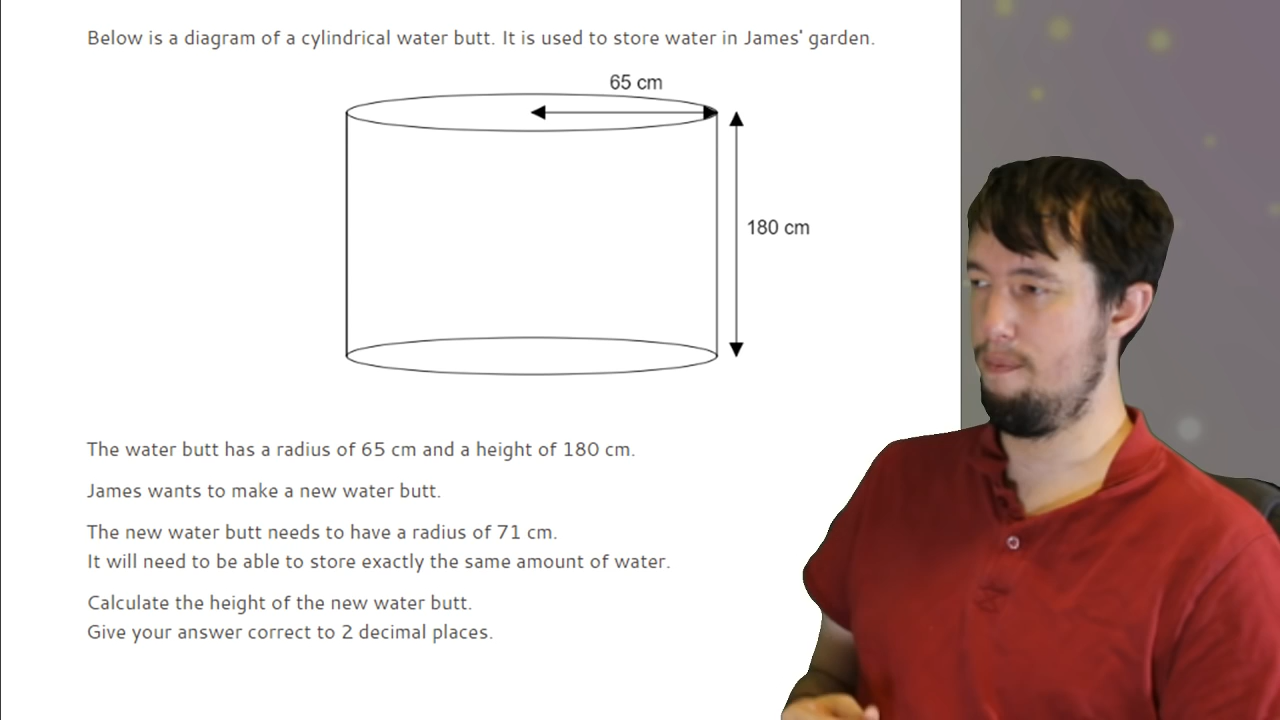 Below is a diagram of a cylindrical water butt. It is used to store water in James' garden.
65 cm
180 cm
The water butt has a radius of 65 cm and a height of 180 cm.
James wants to make a new water butt.
The new water butt needs to have a radius of 71 cm.
It will need to be able to store exactly the same amount of water.
Calculate the height of the new water butt.
Give your answer correct to 2 decimal places.